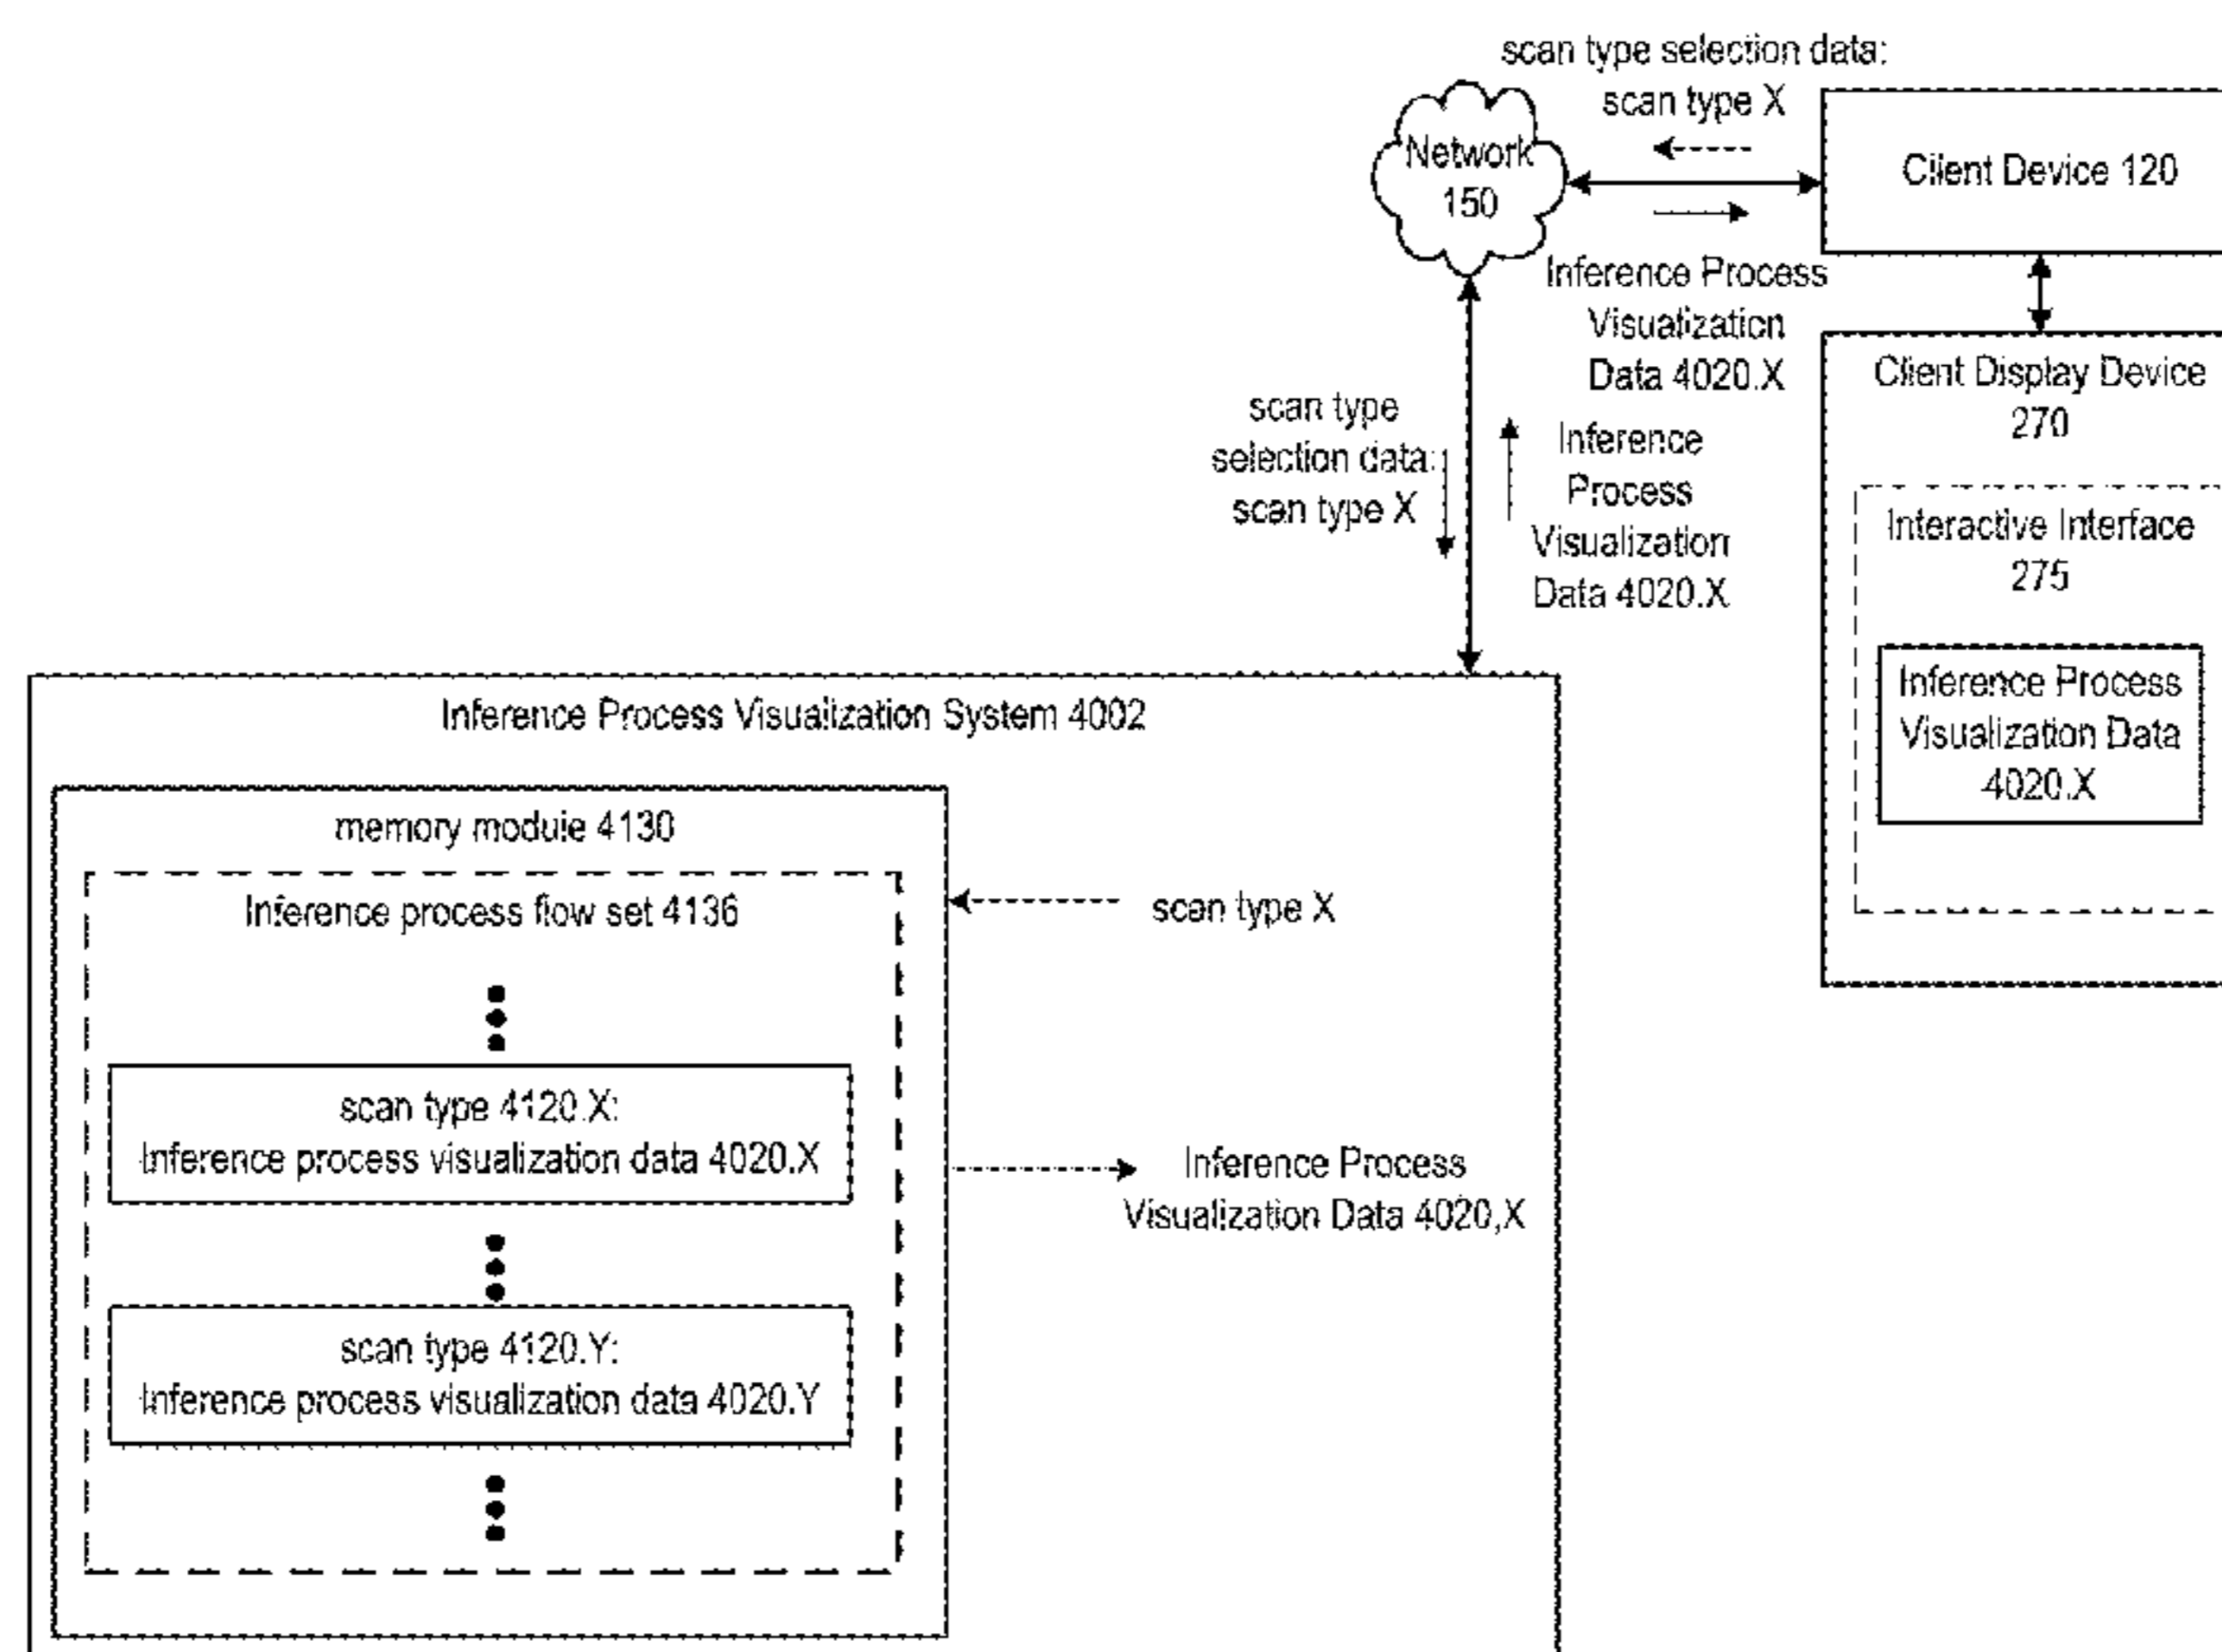 scan type selection data:
scan type X
Network
150
Client Device 120
Inference Process
Visualization
Data 4020.X
Client Display Device
270
Interactive Interface
275
Inference Process
Visualization Data
4020.X
scan type
selection data:
scan type X
Inference
Process
Visualization
Data 4020.X
Inference Process Visualization System 4002
memory module 4130
Inference process flow set 4136
scan type X
scan type 4120.X:
Inference process visualization data 4020.X
Inference Process
Visualization Data 4020,X
scan type 4120.Y:
Inference process visualization data 4020.Y